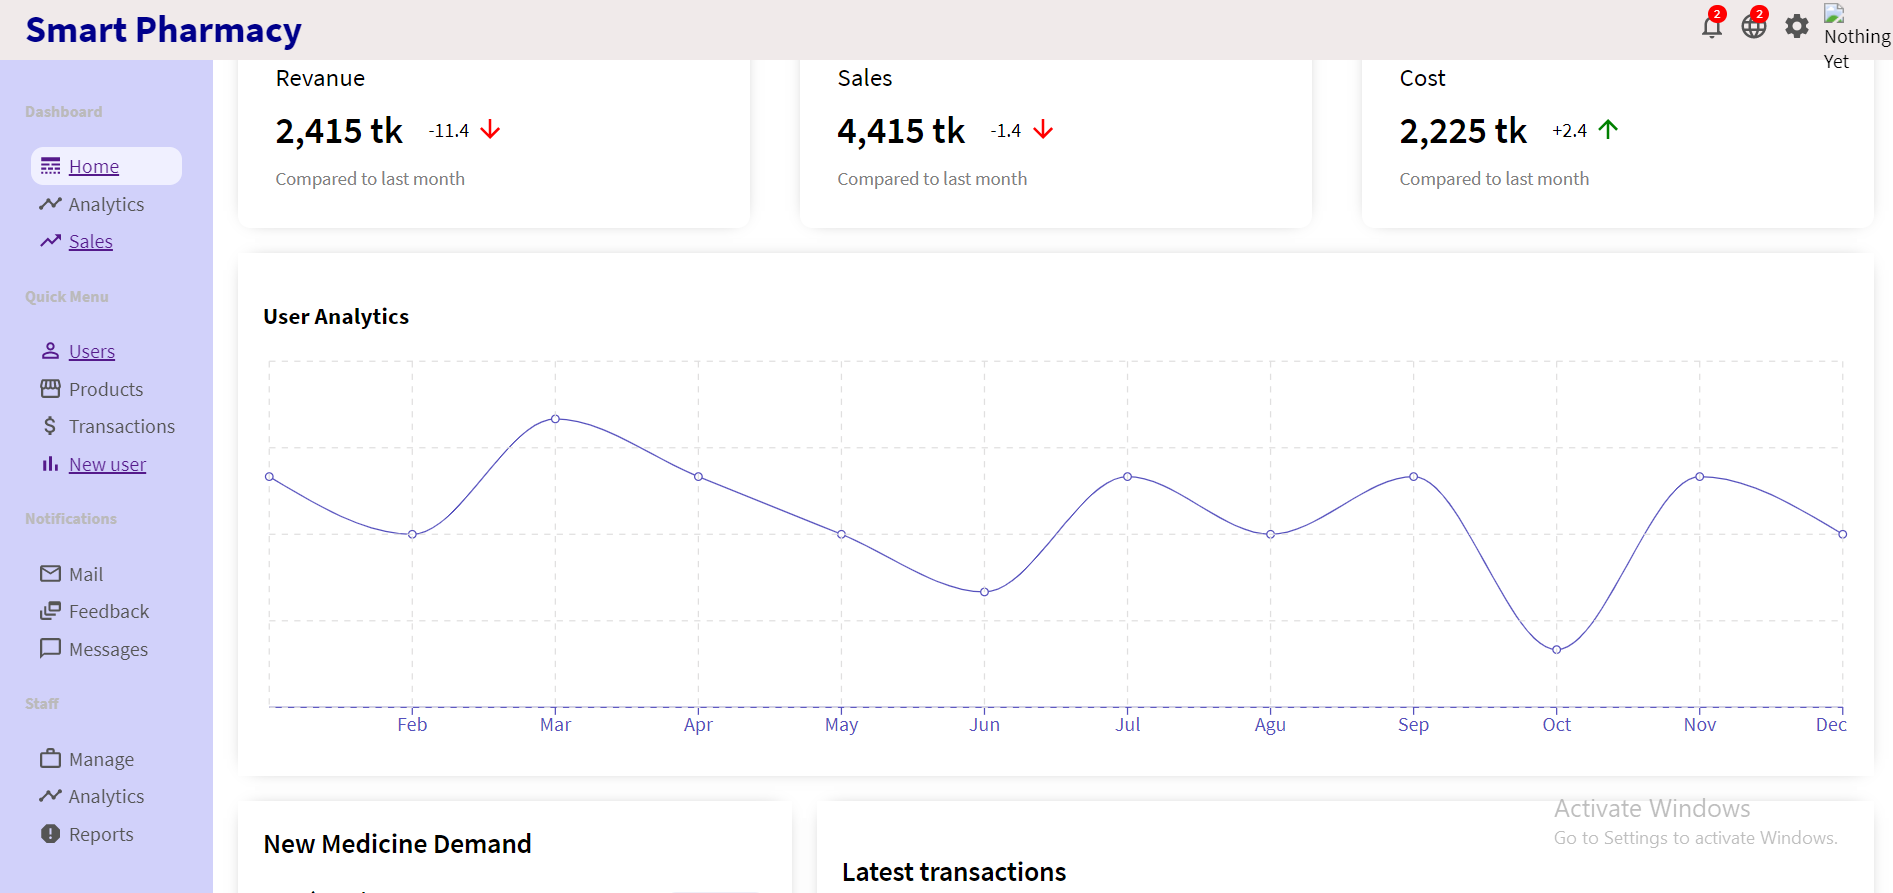 Smart Pharmacy
2
2
Nothing
Yet
Dashboard
Home
Analytics
Sales
Quick Menu
Users
Products
Transactions
New user
Notifications
Mail
Feedback
Messages
Staff
Manage
Analytics
Reports
Revanue
2,415 tk -11.4
Compared to last month
Sales
4,415 tk -1.4
Compared to last month
Cost
2,225 tk +2.4
Compared to last month
User Analytics
Feb Mar Apr May Jun Jul Agu Sep Oct Nov Dec
New Medicine Demand
Latest transactions
Activate Windows
Go to Settings to activate Windows.